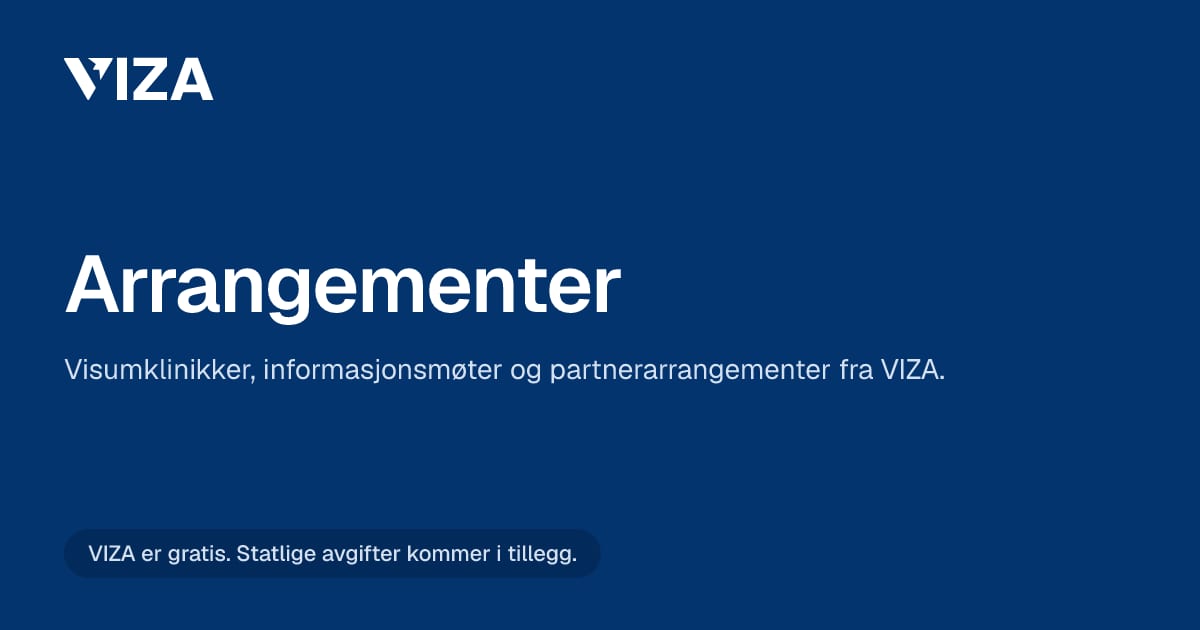 VIZA
Arrangementer
Visumklinikker, informasjonsmøter og partnerarrangementer fra VIZA.
VIZA er gratis. Statlige avgifter kommer i tillegg.